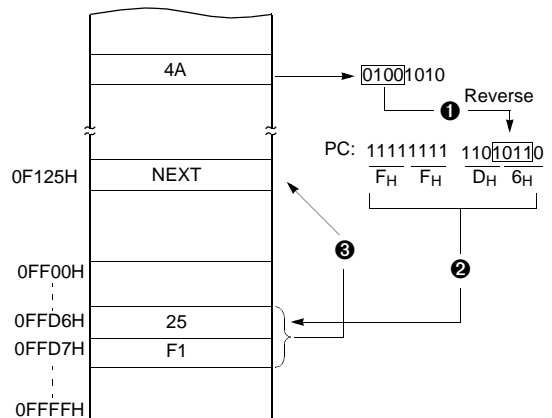 4A
01001010
❶ Reverse
PC: 11111111 11010110
FH FH DH 6H
0F125H NEXT
❸
❷
0FF00H
0FFD6H 25
0FFD7H F1
0FFFFH